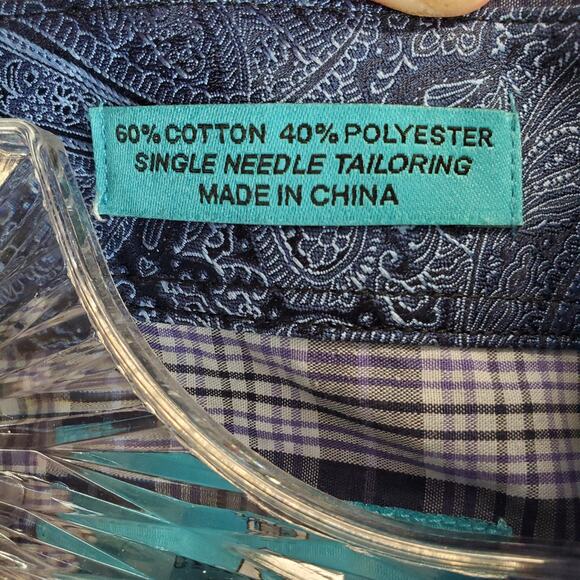 60% COTTON 40% POLYESTER
SINGLE NEEDLE TAILORING
MADE IN CHINA